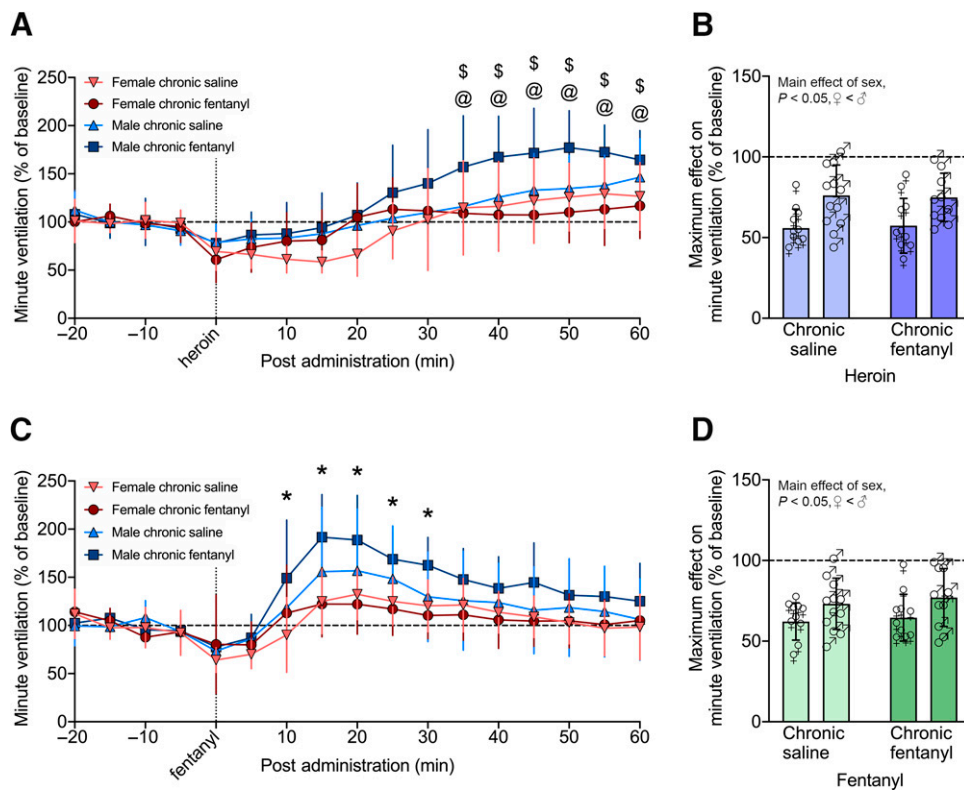 A
Minute ventilation (% of baseline)
250
200
150
100
50
0
Female chronic saline
Female chronic fentanyl
Male chronic saline
Male chronic fentanyl
$ $ $ $ $ $
@ @ @ @ @ @
–20 –10 heroin 10 20 30 40 50 60
Post administration (min)
B
Maximum effect on
minute ventilation (% of baseline)
150
100
50
0
Main effect of sex,
P < 0.05, ♀ < ♂
Chronic saline
Chronic fentanyl
Heroin
C
Minute ventilation (% of baseline)
250
200
150
100
50
0
Female chronic saline
Female chronic fentanyl
Male chronic saline
Male chronic fentanyl
* * * * *
–20 –10 fentanyl 10 20 30 40 50 60
Post administration (min)
D
Maximum effect on
minute ventilation (% of baseline)
150
100
50
0
Main effect of sex,
P < 0.05, ♀ < ♂
Chronic saline
Chronic fentanyl
Fentanyl